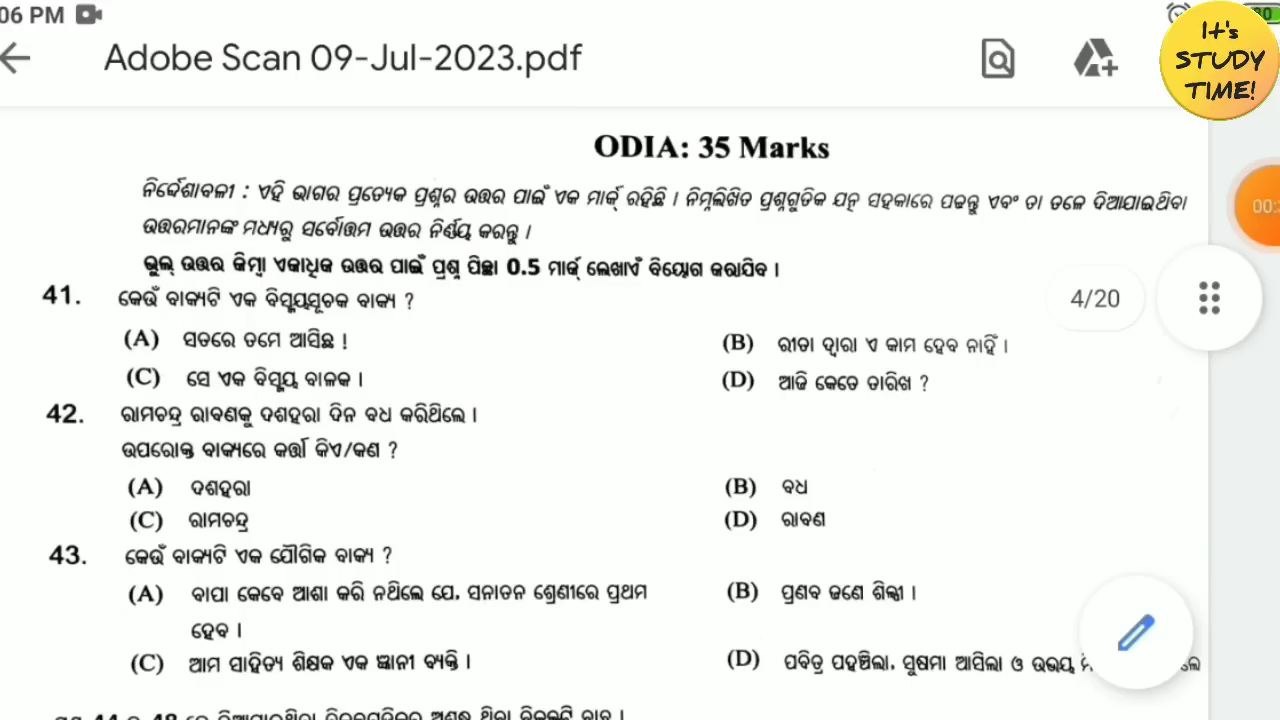 06 PM
Adobe Scan 09-Jul-2023.pdf
It's
STUDY
TIME!
ODIA: 35 Marks
ନିର୍ଦ୍ଦେଶାବଳୀ : ଏହି ଭାଗର ପ୍ରତ୍ୟେକ ପ୍ରଶ୍ନର ଉତ୍ତର ପାଇଁ ଏକ ମାର୍କ୍ ରହିଛି । ନିମ୍ନଲିଖିତ ପ୍ରଶ୍ନଗୁଡିକ ଯତ୍ନ ସହକାରେ ପଢନ୍ତୁ ଏବଂ ତା ତଳେ ଦିଆଯାଇଥିବା
ଉତ୍ତରମାନଙ୍କ ମଧ୍ୟରୁ ସର୍ବୋତ୍ତମ ଉତ୍ତର ନିର୍ଣ୍ଣୟ କରନ୍ତୁ ।
ଭୁଲ୍ ଉତ୍ତର କିମ୍ବା ଏକାଧିକ ଉତ୍ତର ପାଇଁ ପ୍ରଶ୍ନ ପିଛା 0.5 ମାର୍କ୍ ଲେଖାଏଁ ବିୟୋଗ କରାଯିବ ।
00:
4/20
41. କେଉଁ ବାକ୍ୟଟି ଏକ ବିସ୍ମୟସୂଚକ ବାକ୍ୟ ?
(A) ସତରେ ତମେ ଆସିଛ !
(B) ରୀତା ଦ୍ୱାରା ଏ କାମ ହେବ ନାହିଁ ।
(C) ସେ ଏକ ବିସ୍ମୟ ବାଳକ ।
(D) ଆଜି କେତେ ତାରିଖ ?
42. ରାମଚନ୍ଦ୍ର ରାବଣକୁ ଦଶହରା ଦିନ ବଧ କରିଥିଲେ ।
ଉପରୋକ୍ତ ବାକ୍ୟରେ କର୍ତ୍ତା କିଏ/କଣ ?
(A) ଦଶହରା
(B) ବଧ
(C) ରାମଚନ୍ଦ୍ର
(D) ରାବଣ
43. କେଉଁ ବାକ୍ୟଟି ଏକ ଯୌଗିକ ବାକ୍ୟ ?
(A) ବାପା କେବେ ଆଶା କରି ନଥିଲେ ଯେ, ସନାତନ ଶ୍ରେଣୀରେ ପ୍ରଥମ
ହେବ ।
(B) ପ୍ରଣବ ଜଣେ ଶିଳ୍ପୀ ।
(C) ଆମ ସାହିତ୍ୟ ଶିକ୍ଷକ ଏକ ଜ୍ଞାନୀ ବ୍ୟକ୍ତି ।
(D) ପବିତ୍ର ପହଞ୍ଚିଲା, ସୁଷମା ଆସିଲା ଓ ଉଭୟ